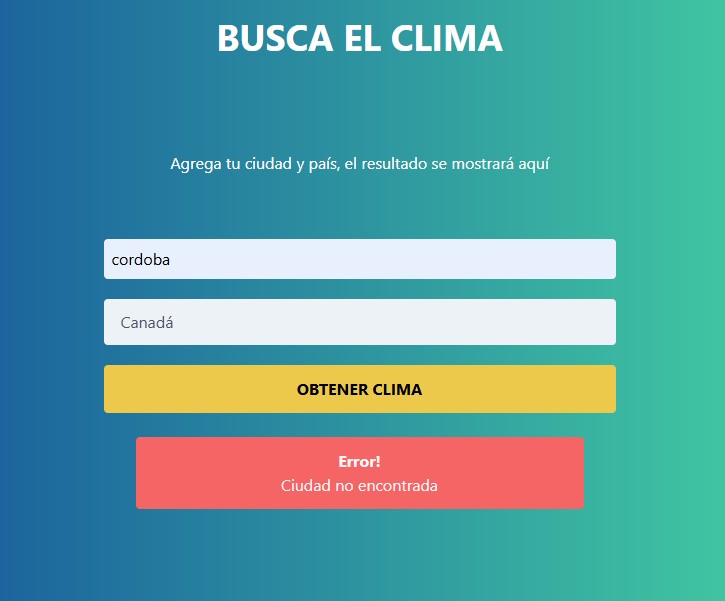 BUSCA EL CLIMA
Agrega tu ciudad y país, el resultado se mostrará aquí
cordoba
Canadá
OBTENER CLIMA
Error!
Ciudad no encontrada